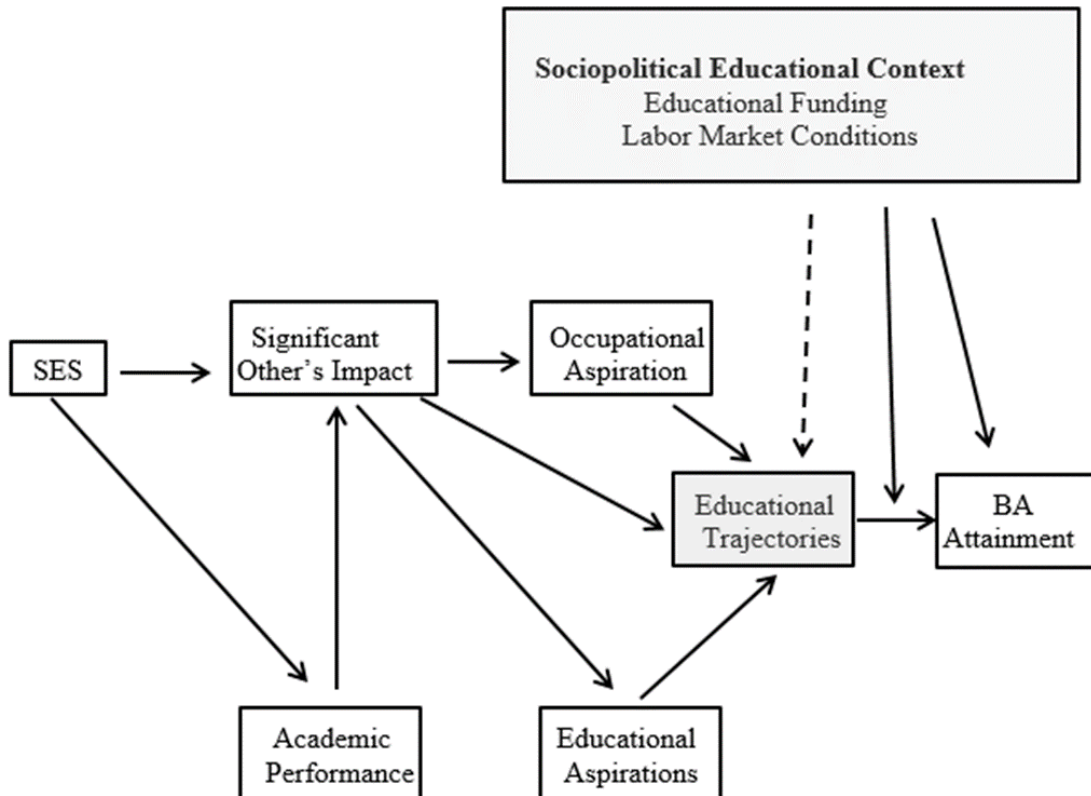 Sociopolitical Educational Context
Educational Funding
Labor Market Conditions
SES
Significant
Other's Impact
Occupational
Aspiration
Educational
Trajectories
BA
Attainment
Academic
Performance
Educational
Aspirations